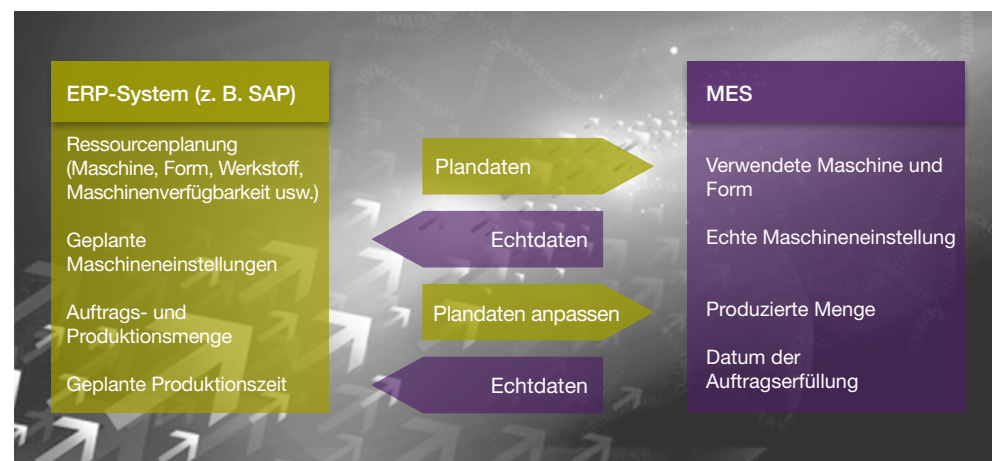 ERP-System (z. B. SAP)
Ressourcenplanung
(Maschine, Form, Werkstoff,
Maschinenverfügbarkeit usw.)
Geplante
Maschineneinstellungen
Auftrags- und
Produktionsmenge
Geplante Produktionszeit
Plandaten
Echtdaten
Plandaten anpassen
Echtdaten
MES
Verwendete Maschine und
Form
Echte Maschineneinstellung
Produzierte Menge
Datum der
Auftragserfüllung